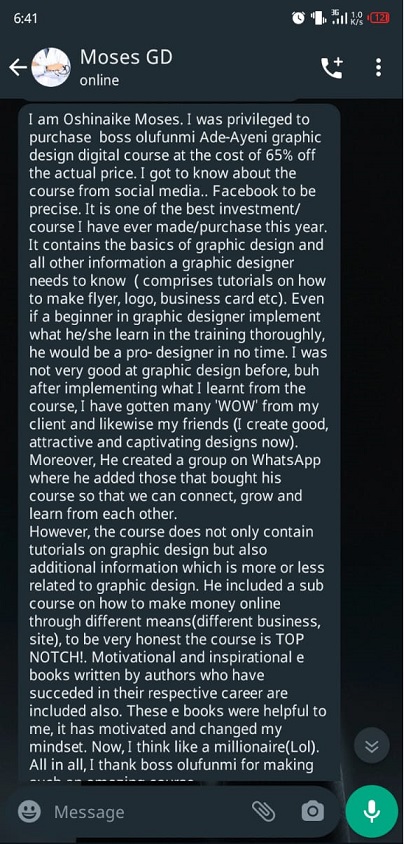 6:41
3G 1.0 K/s 12
Moses GD
online
I am Oshinaike Moses. I was privileged to
purchase boss olufunmi Ade-Ayeni graphic
design digital course at the cost of 65% off
the actual price. I got to know about the
course from social media.. Facebook to be
precise. It is one of the best investment/
course I have ever made/purchase this year.
It contains the basics of graphic design and
all other information a graphic designer
needs to know ( comprises tutorials on how
to make flyer, logo, business card etc). Even
if a beginner in graphic designer implement
what he/she learn in the training thoroughly,
he would be a pro- designer in no time. I was
not very good at graphic design before, buh
after implementing what I learnt from the
course, I have gotten many 'WOW' from my
client and likewise my friends (I create good,
attractive and captivating designs now).
Moreover, He created a group on WhatsApp
where he added those that bought his
course so that we can connect, grow and
learn from each other.
However, the course does not only contain
tutorials on graphic design but also
additional information which is more or less
related to graphic design. He included a sub
course on how to make money online
through different means(different business,
site), to be very honest the course is TOP
NOTCH!. Motivational and inspirational e
books written by authors who have
succeded in their respective career are
included also. These e books were helpful to
me, it has motivated and changed my
mindset. Now, I think like a millionaire(Lol).
All in all, I thank boss olufunmi for making
such an amazing course
Message